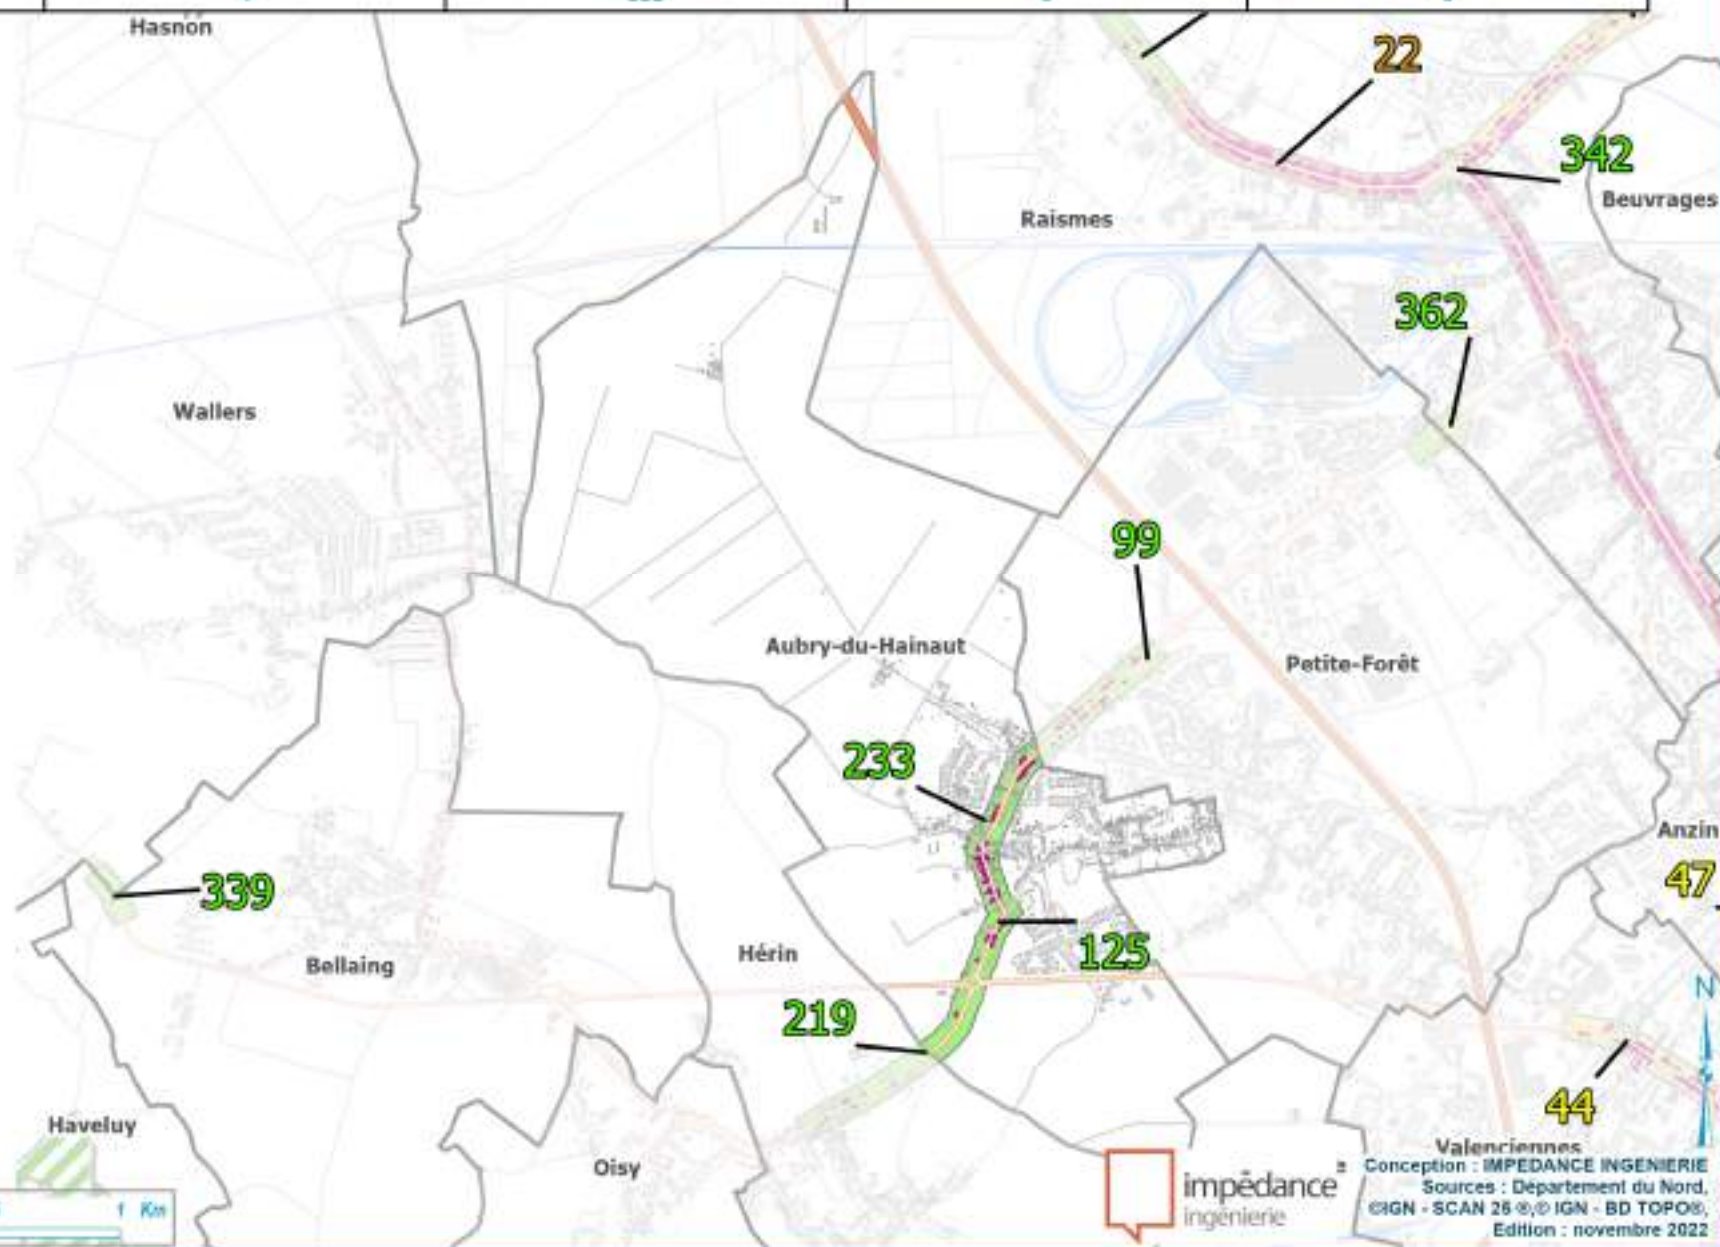 Hasnon
22
342
Beuvrages
Raismes
362
Wallers
99
Aubry-du-Hainaut
Petite-Forêt
233
Anzin
47
339
Bellaing
Hérin
125
N
219
44
Haveluy
Oisy
Valenciennes
1 Km
impédance
ingénierie
Conception : IMPEDANCE INGENIERIE
Sources : Département du Nord,
©IGN - SCAN 25 ®,© IGN - BD TOPO®,
Edition : novembre 2022